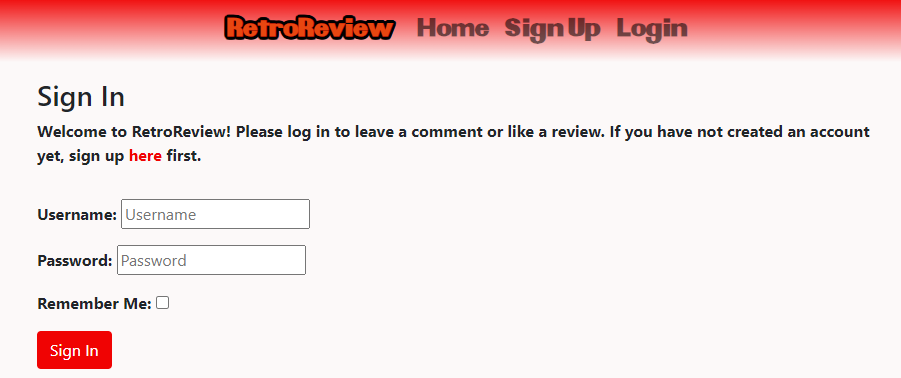 RetroReview Home Sign Up Login
Sign In
Welcome to RetroReview! Please log in to leave a comment or like a review. If you have not created an account
yet, sign up here first.
Username: Username
Password: Password
Remember Me:
Sign In